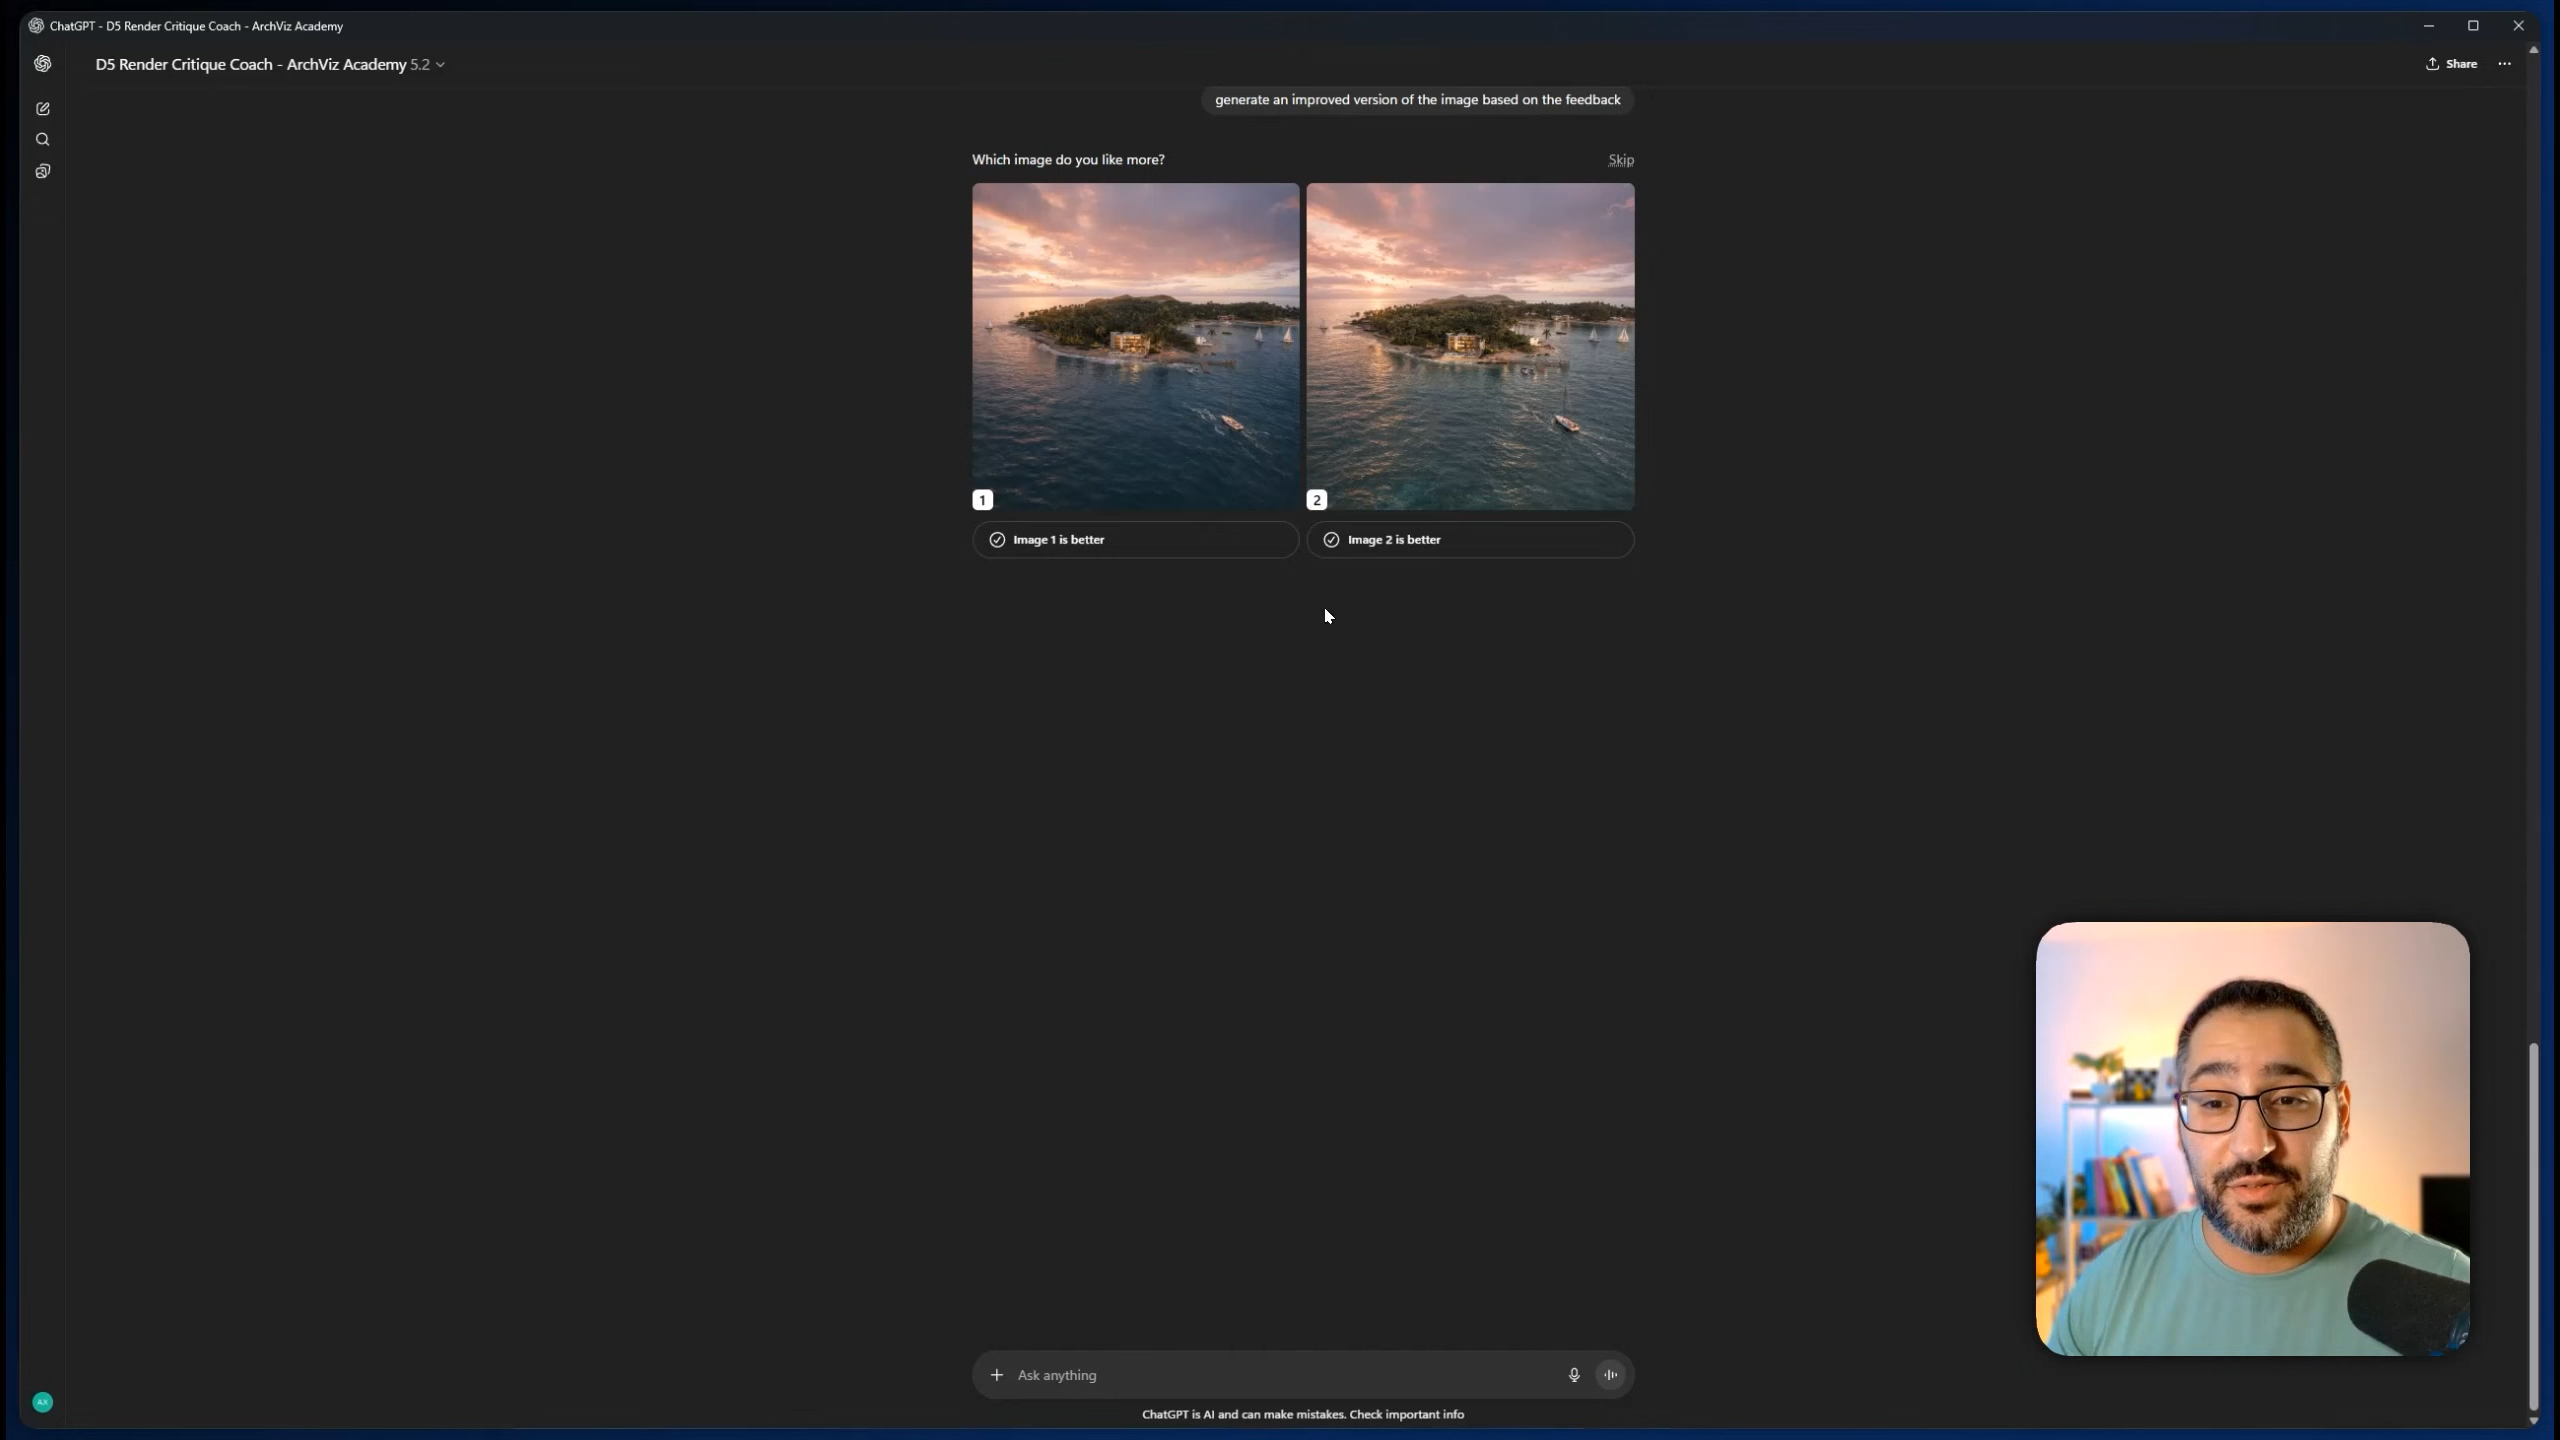 ChatGPT - D5 Render Critique Coach - ArchViz Academy
D5 Render Critique Coach - ArchViz Academy 5.2
Share
generate an improved version of the image based on the feedback
Which image do you like more?
Skip
1
2
Image 1 is better
Image 2 is better
Ask anything
AX
ChatGPT is AI and can make mistakes. Check important info